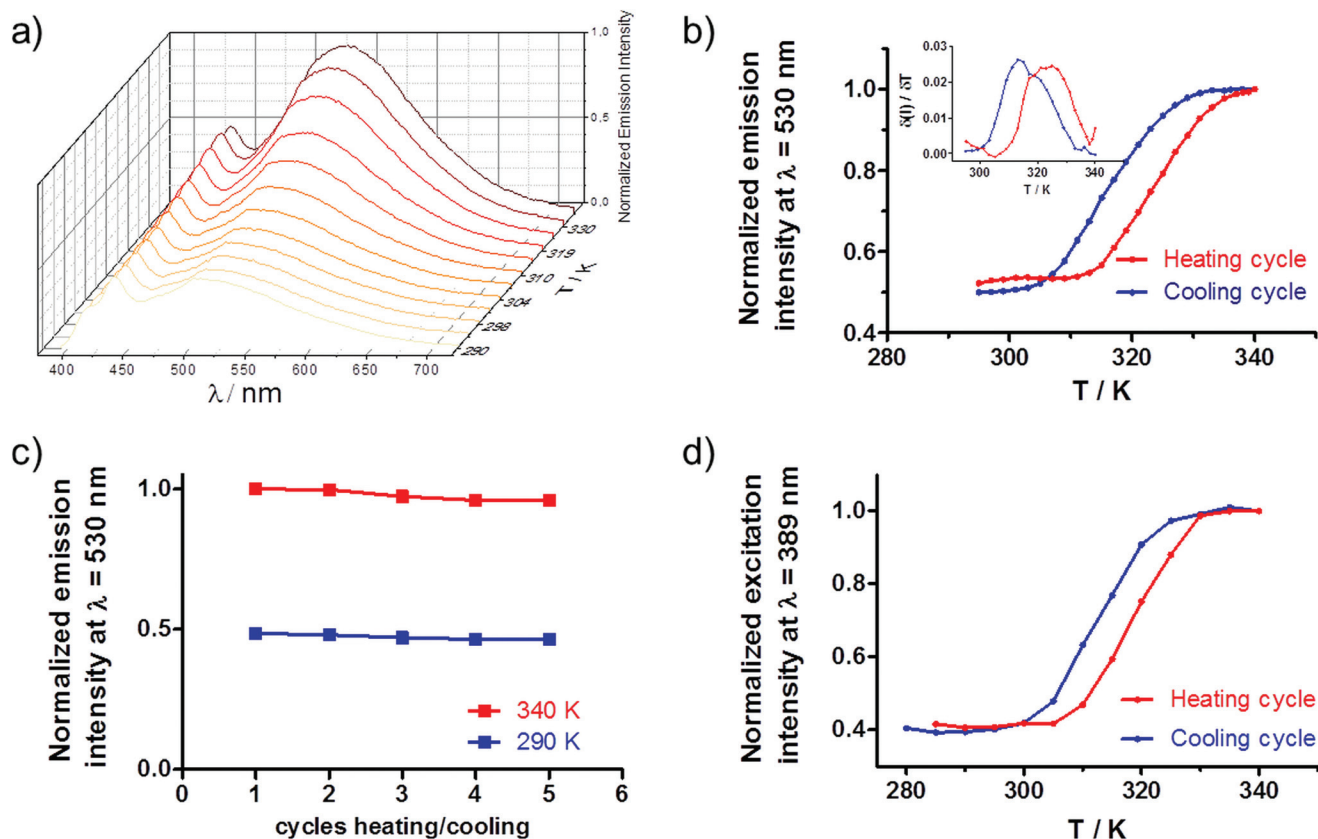 a)
1.0
0.5
0.0
Normalized Emission Intensity
330
319
310
304
298
290
T / K
400 450 500 550 600 650 700
λ / nm
b)
Normalized emission
intensity at λ = 530 nm
1.0
0.8
0.6
0.4
280 300 320 340
T / K
0.03
0.02
0.01
0.00
δ(I) / δT
300 320 340
T / K
Heating cycle
Cooling cycle
c)
Normalized emission
intensity at λ = 530 nm
1.0
0.5
0.0
0 1 2 3 4 5 6
cycles heating/cooling
340 K
290 K
d)
Normalized excitation
intensity at λ = 389 nm
1.0
0.8
0.6
0.4
280 300 320 340
T / K
Heating cycle
Cooling cycle